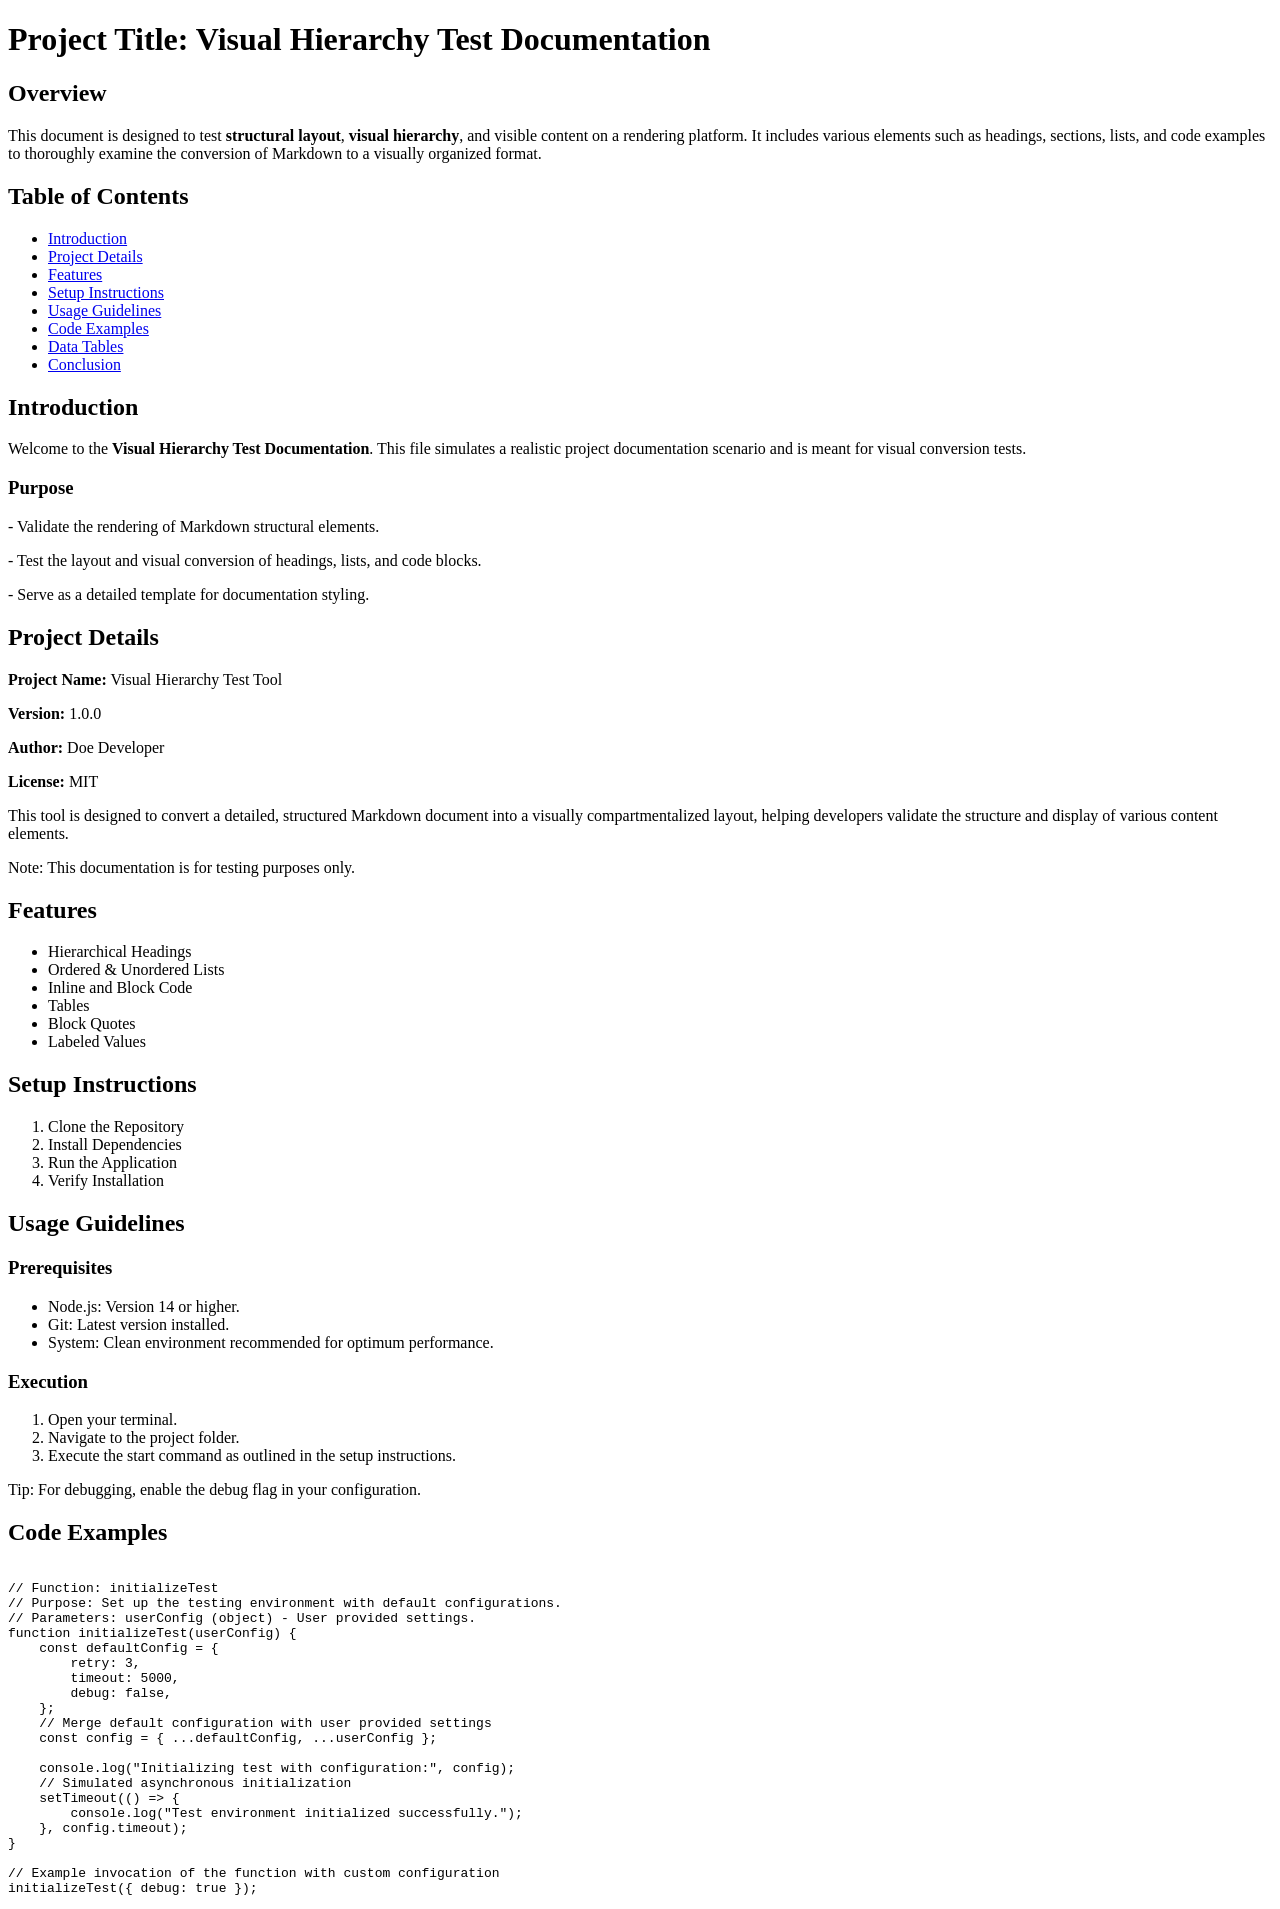 Project Title: Visual Hierarchy Test Documentation
Overview
This document is designed to test structural layout, visual hierarchy, and visible content on a rendering platform. It includes various elements such as headings, sections, lists, and code examples
to thoroughly examine the conversion of Markdown to a visually organized format.
Table of Contents
• Introduction
• Project Details
• Features
• Setup Instructions
• Usage Guidelines
• Code Examples
• Data Tables
• Conclusion
Introduction
Welcome to the Visual Hierarchy Test Documentation. This file simulates a realistic project documentation scenario and is meant for visual conversion tests.
Purpose
- Validate the rendering of Markdown structural elements.
- Test the layout and visual conversion of headings, lists, and code blocks.
- Serve as a detailed template for documentation styling.
Project Details
Project Name: Visual Hierarchy Test Tool
Version: 1.0.0
Author: Doe Developer
License: MIT
This tool is designed to convert a detailed, structured Markdown document into a visually compartmentalized layout, helping developers validate the structure and display of various content
elements.
Note: This documentation is for testing purposes only.
Features
• Hierarchical Headings
• Ordered & Unordered Lists
• Inline and Block Code
• Tables
• Block Quotes
• Labeled Values
Setup Instructions
1. Clone the Repository
2. Install Dependencies
3. Run the Application
4. Verify Installation
Usage Guidelines
Prerequisites
• Node.js: Version 14 or higher.
• Git: Latest version installed.
• System: Clean environment recommended for optimum performance.
Execution
1. Open your terminal.
2. Navigate to the project folder.
3. Execute the start command as outlined in the setup instructions.
Tip: For debugging, enable the debug flag in your configuration.
Code Examples
// Function: initializeTest
// Purpose: Set up the testing environment with default configurations.
// Parameters: userConfig (object) - User provided settings.
function initializeTest(userConfig) {
    const defaultConfig = {
        retry: 3,
        timeout: 5000,
        debug: false,
    };
    // Merge default configuration with user provided settings
    const config = { ...defaultConfig, ...userConfig };
    console.log("Initializing test with configuration:", config);
    // Simulated asynchronous initialization
    setTimeout(() => {
        console.log("Test environment initialized successfully.");
    }, config.timeout);
}
// Example invocation of the function with custom configuration
initializeTest({ debug: true });